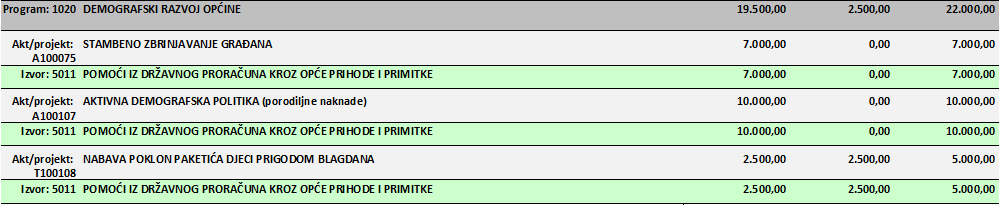 Program: 1020 DEMOGRAFSKI RAZVOJ OPĆINE 19.500,00 2.500,00 22.000,00
Akt/projekt: STAMBENO ZBRINJAVANJE GRAĐANA 7.000,00 0,00 7.000,00
A100075
Izvor: 5011 POMOĆI IZ DRŽAVNOG PRORAČUNA KROZ OPĆE PRIHODE I PRIMITKE 7.000,00 0,00 7.000,00
Akt/projekt: AKTIVNA DEMOGRAFSKA POLITIKA (porodiljne naknade) 10.000,00 0,00 10.000,00
A100107
Izvor: 5011 POMOĆI IZ DRŽAVNOG PRORAČUNA KROZ OPĆE PRIHODE I PRIMITKE 10.000,00 0,00 10.000,00
Akt/projekt: NABAVA POKLON PAKETIĆA DJECI PRIGODOM BLAGDANA 2.500,00 2.500,00 5.000,00
T100108
Izvor: 5011 POMOĆI IZ DRŽAVNOG PRORAČUNA KROZ OPĆE PRIHODE I PRIMITKE 2.500,00 2.500,00 5.000,00